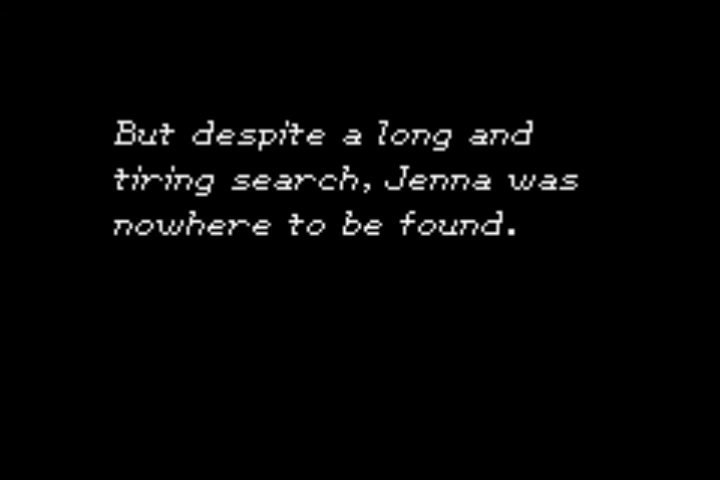 But despite a long and
tiring search, Jenna was
nowhere to be found.